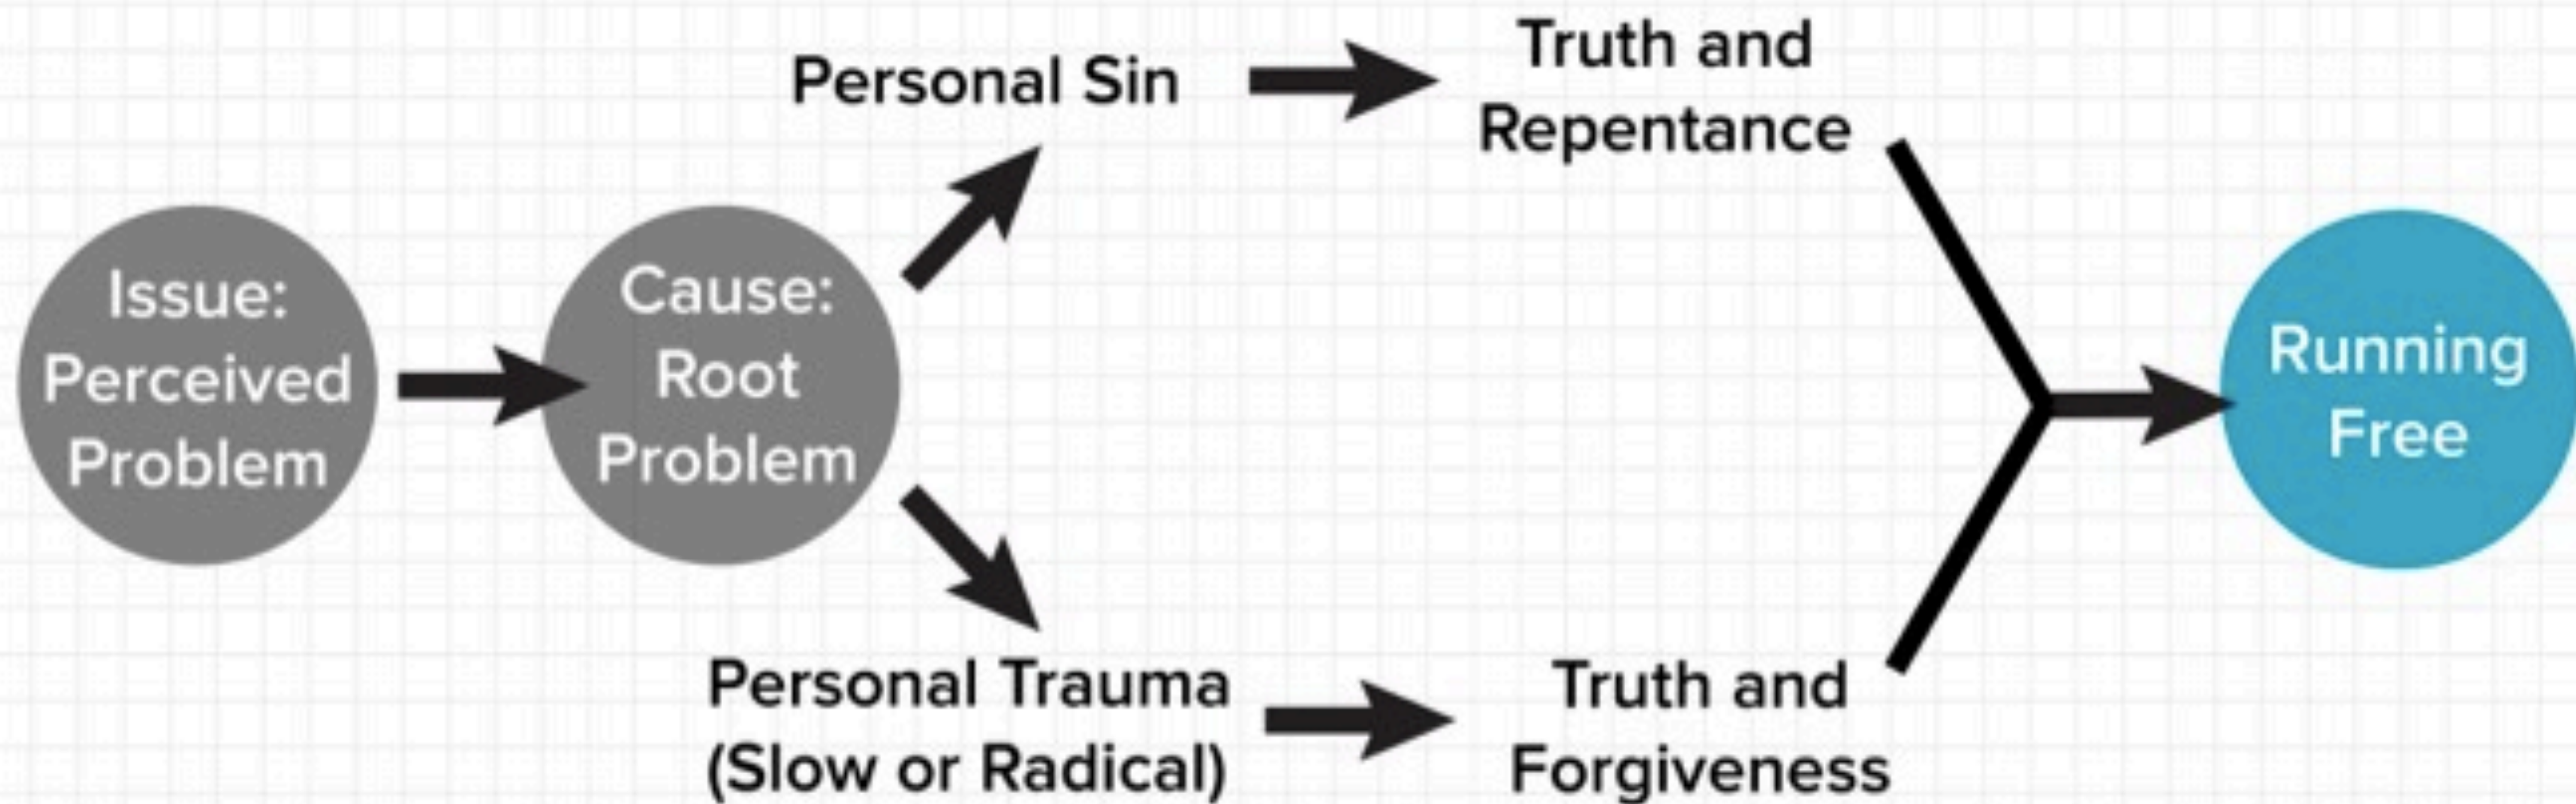 Issue:
Perceived
Problem
Cause:
Root
Problem
Personal Sin
Truth and
Repentance
Personal Trauma
(Slow or Radical)
Truth and
Forgiveness
Running
Free